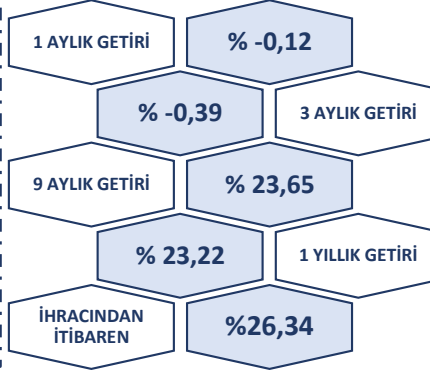 1 AYLIK GETİRİ
% -0,12
% -0,39
3 AYLIK GETİRİ
9 AYLIK GETİRİ
% 23,65
% 23,22
1 YILLIK GETİRİ
İHRACINDAN
İTİBAREN
%26,34